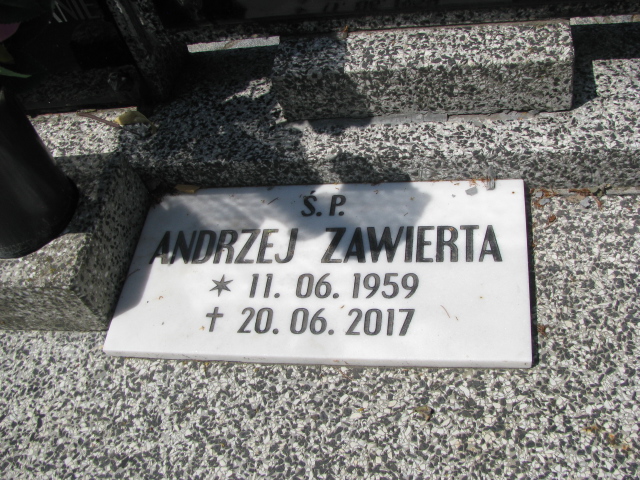 Ś. P.
ANDRZEJ ZAWIERTA
* 11. 06. 1959
† 20. 06. 2017